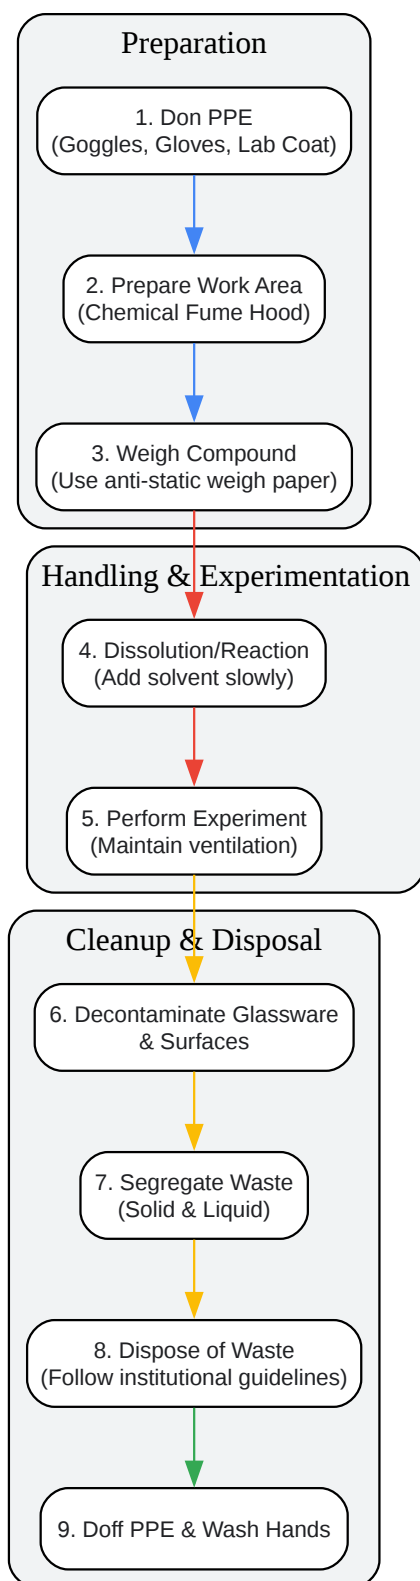 Preparation
1. Don PPE
(Goggles, Gloves, Lab Coat)
2. Prepare Work Area
(Chemical Fume Hood)
3. Weigh Compound
(Use anti-static weigh paper)
Handling & Experimentation
4. Dissolution/Reaction
(Add solvent slowly)
5. Perform Experiment
(Maintain ventilation)
Cleanup & Disposal
6. Decontaminate Glassware
& Surfaces
7. Segregate Waste
(Solid & Liquid)
8. Dispose of Waste
(Follow institutional guidelines)
9. Doff PPE & Wash Hands